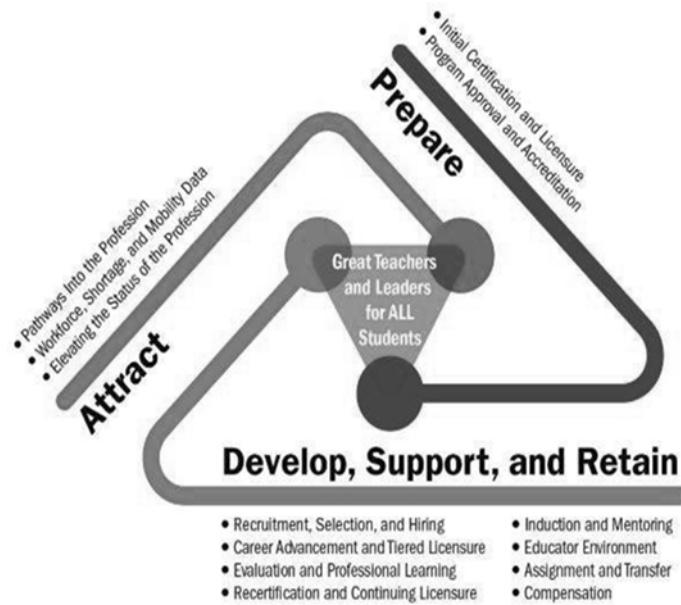 Prepare
• Initial Certification and Licensure
• Program Approval and Accreditation
Attract
• Pathways Into the Profession
• Workforce, Shortage, and Mobility Data
• Elevating the Status of the Profession
Great Teachers
and Leaders
for ALL
Students
Develop, Support, and Retain
• Recruitment, Selection, and Hiring
• Career Advancement and Tiered Licensure
• Evaluation and Professional Learning
• Recertification and Continuing Licensure
• Induction and Mentoring
• Educator Environment
• Assignment and Transfer
• Compensation